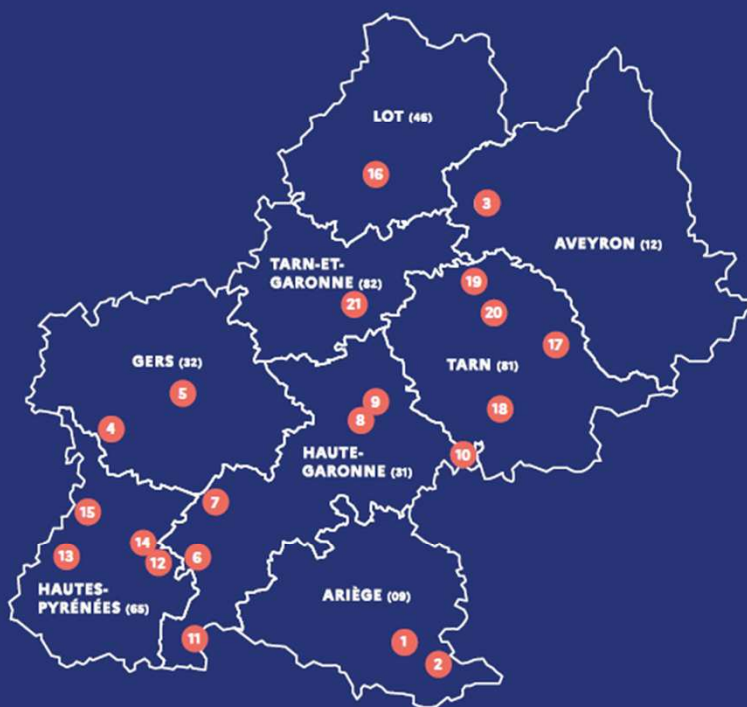 LOT (46)
16
3
AVEYRON (12)
TARN-ET-
GARONNE (82)
21
19
20
17
GERS (32)
TARN (81)
5
9
18
4
8
HAUTE-
GARONNE (31)
10
7
15
14
13
12
6
HAUTES-
PYRÉNÉES (65)
ARIÈGE (09)
11
1
2